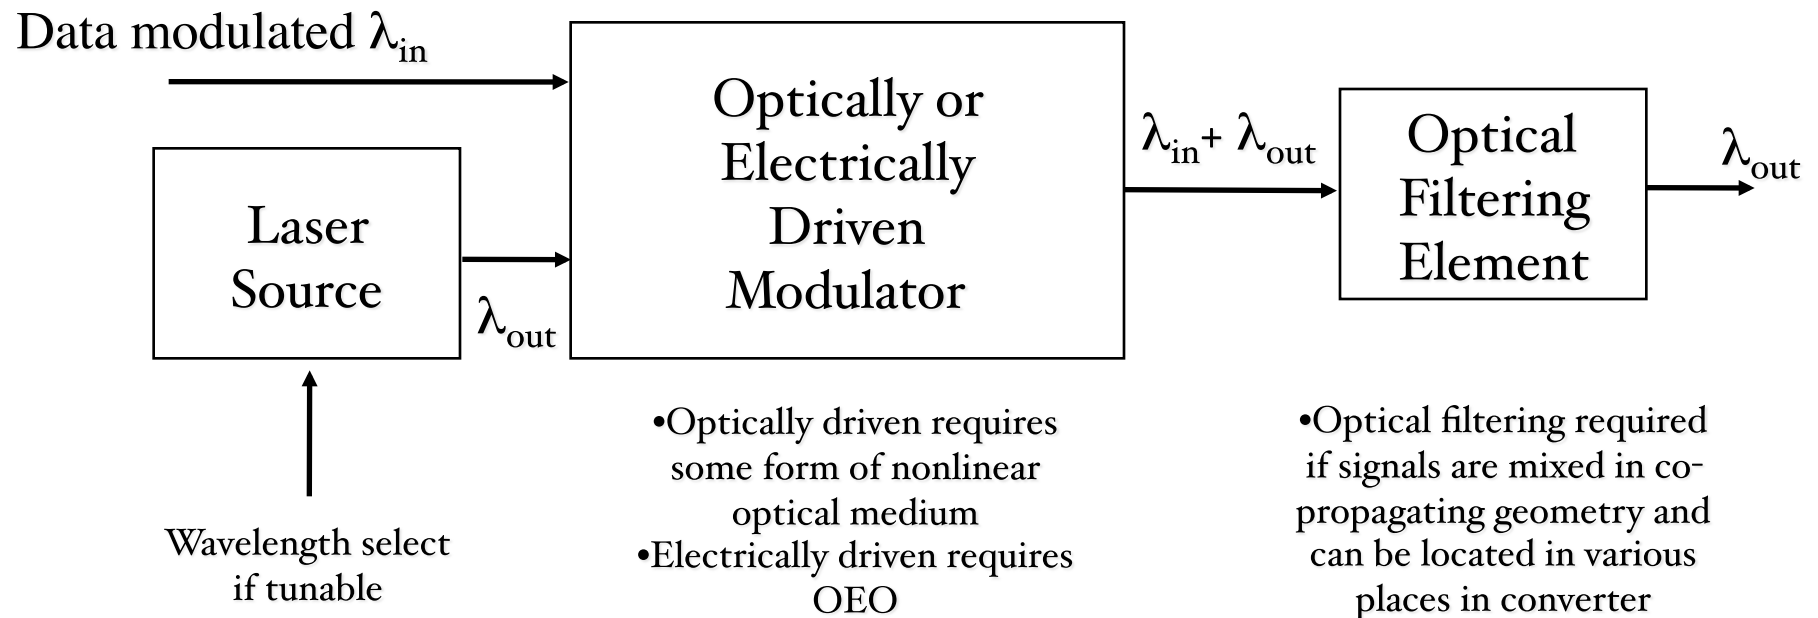 Data modulated λin
Optically or
Electrically
Driven
Modulator
Laser
Source
λout
λin+ λout
Optical
Filtering
Element
λout
Wavelength select
if tunable
•Optically driven requires
some form of nonlinear
optical medium
•Electrically driven requires
OEO
•Optical filtering required
if signals are mixed in co-
propagating geometry and
can be located in various
places in converter